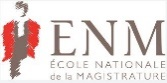 ENM
ÉCOLE NATIONALE
de la MAGISTRATURE